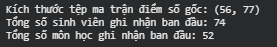 Kích thước tệp ma trận điểm số gốc: (56, 77)
Tổng số sinh viên ghi nhận ban đầu: 74
Tổng số môn học ghi nhận ban đầu: 52